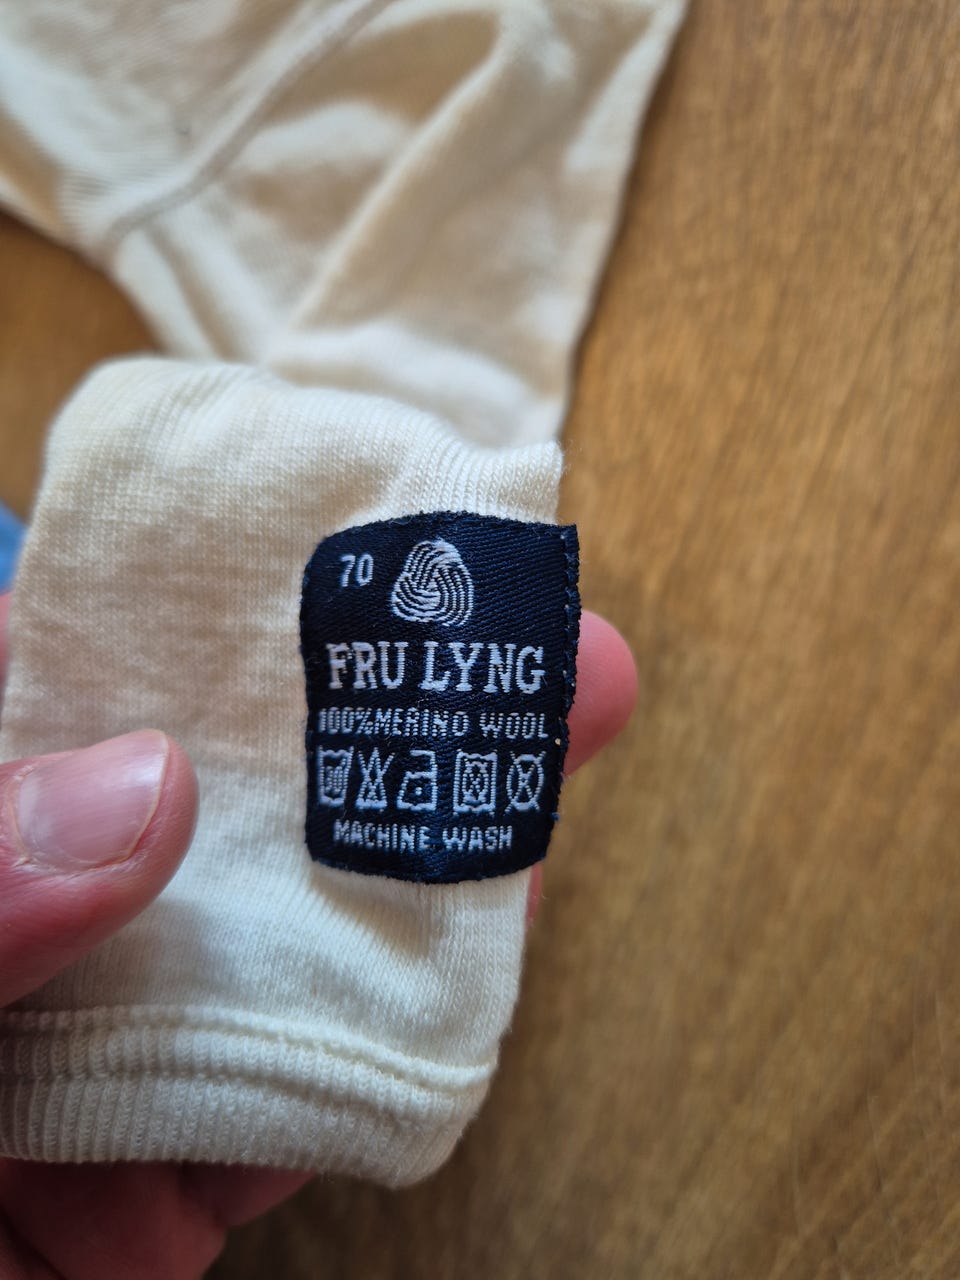 70
FRU LYNG
100% MERINO WOOL
MACHINE WASH